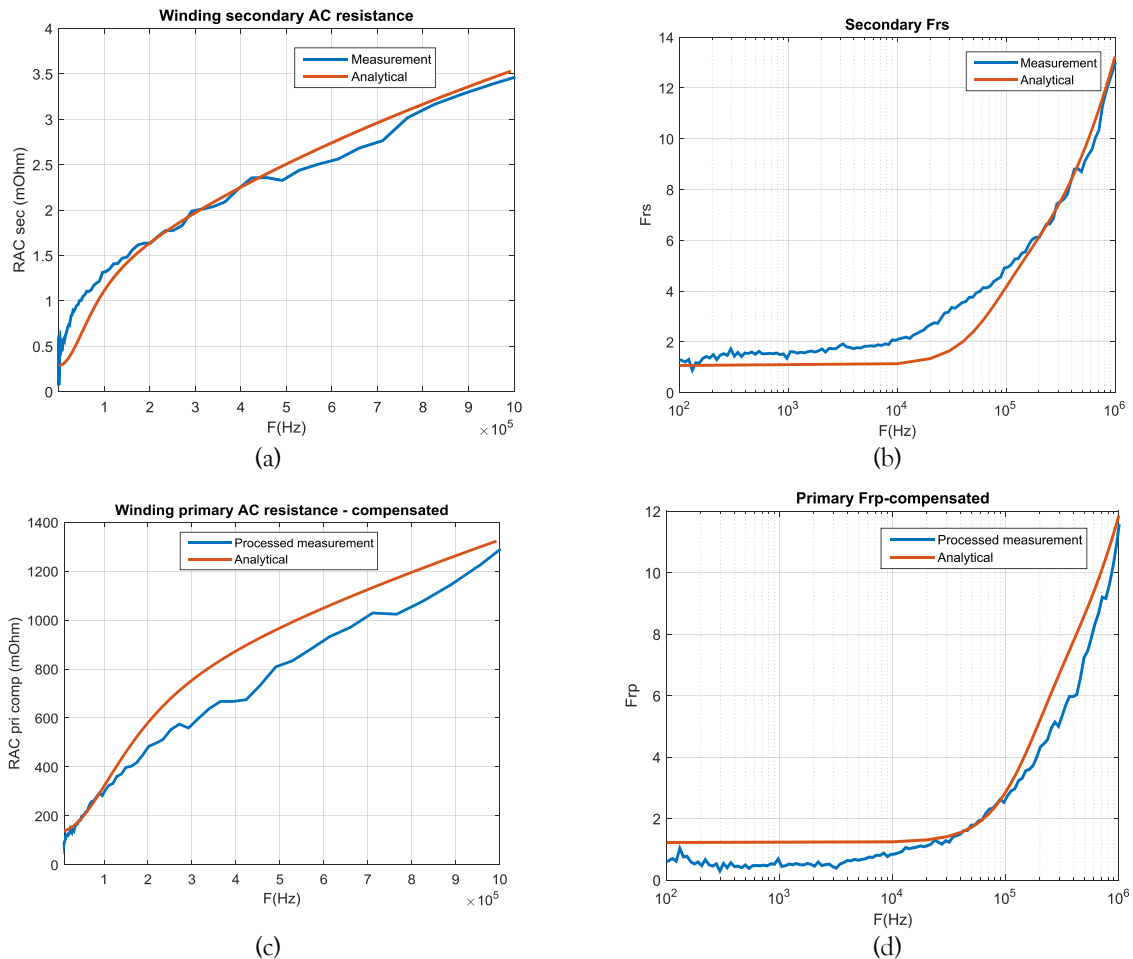 Winding secondary AC resistance
4
3.5
3
2.5
2
1.5
1
0.5
0
RAC sec (mOhm)
Measurement
Analytical
1 2 3 4 5 6 7 8 9 10
F(Hz)
×10⁵
(a)
Secondary Frs
14
12
10
8
6
4
2
0
Frs
Measurement
Analytical
10² 10³ 10⁴ 10⁵ 10⁶
F(Hz)
(b)
Winding primary AC resistance - compensated
1400
1200
1000
800
600
400
200
0
RAC pri comp (mOhm)
Processed measurement
Analytical
1 2 3 4 5 6 7 8 9 10
F(Hz)
×10⁵
(c)
Primary Frp-compensated
12
10
8
6
4
2
0
Frp
Processed measurement
Analytical
10² 10³ 10⁴ 10⁵ 10⁶
F(Hz)
(d)